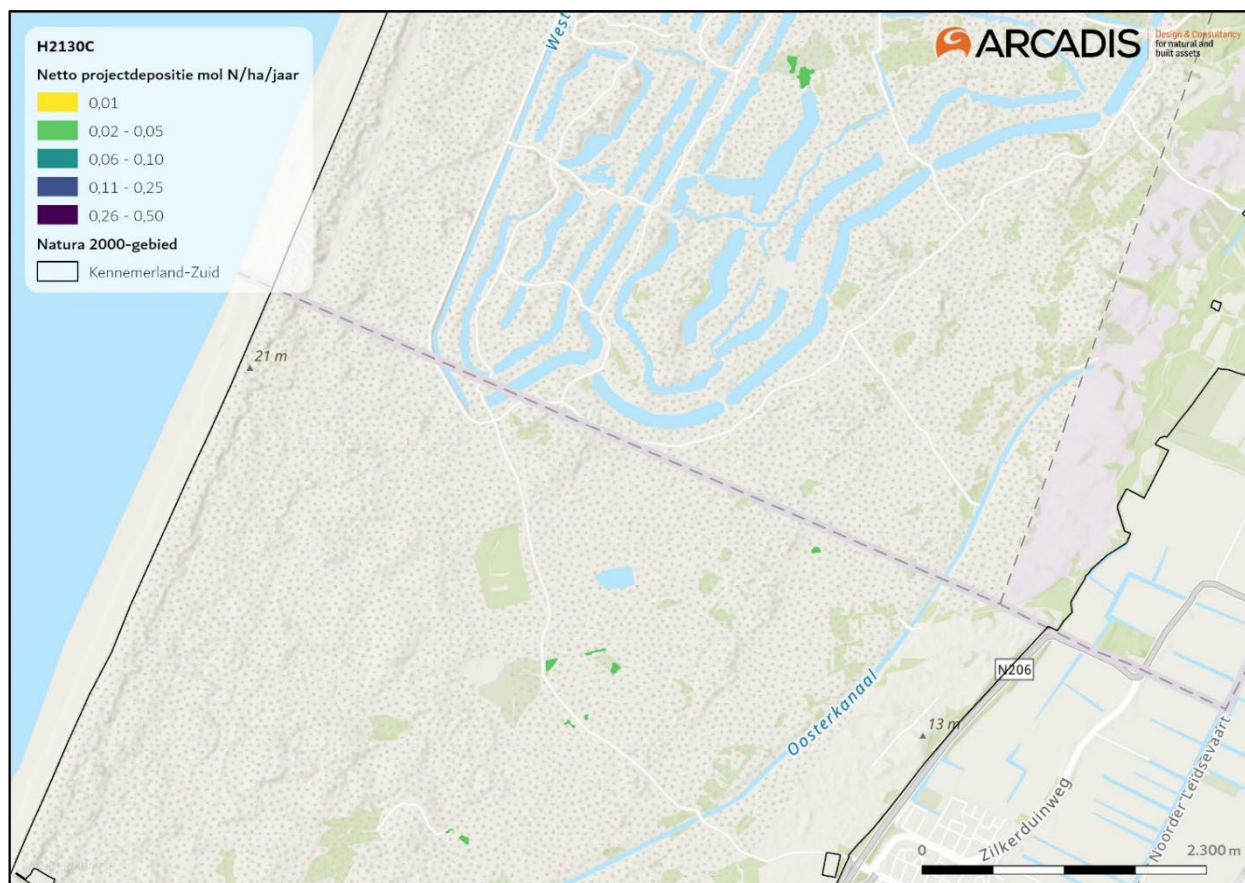 H2130C
Netto projectdepositie mol N/ha/jaar
0,01
0,02 - 0,05
0,06 - 0,10
0,11 - 0,25
0,26 - 0,50
Natura 2000-gebied
Kennemerland-Zuid
West
ARCADIS
Design & Consultancy
for natural and
built assets
21 m
N206
Oosterkanaal
13 m
Zilkerduinweg
Noorder Leidsevaart
0
2.300 m